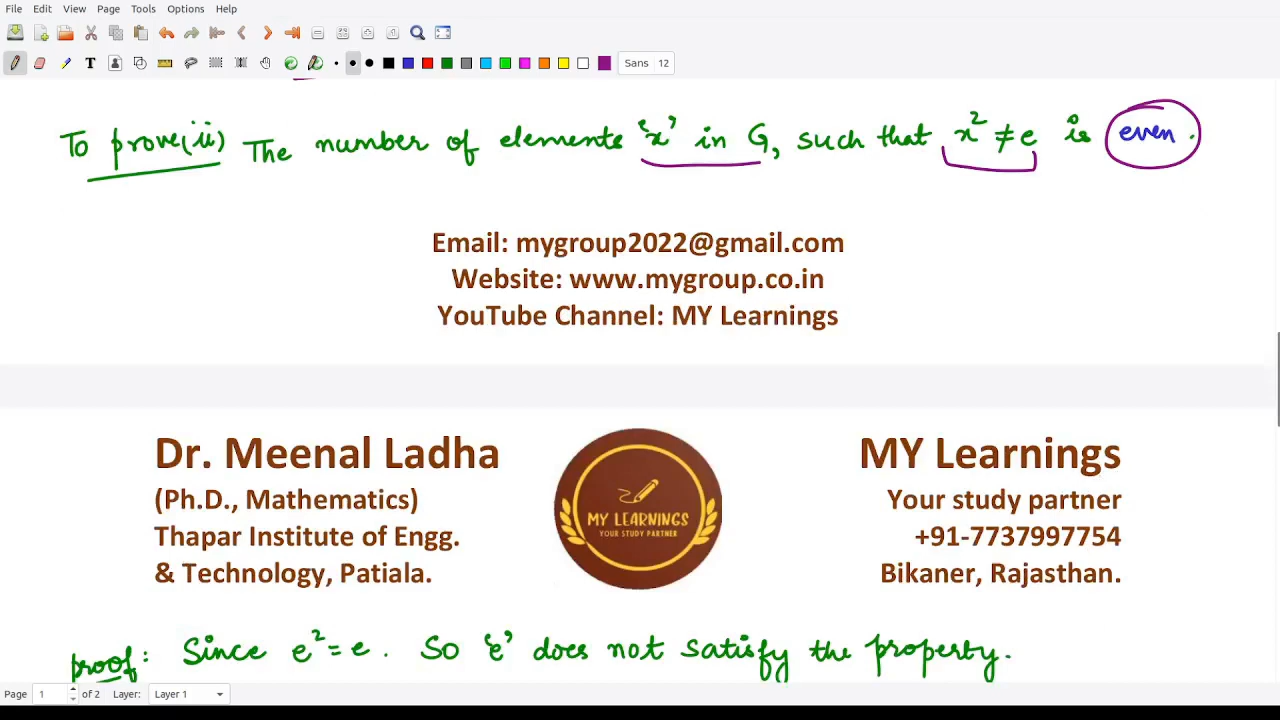 File Edit View Page Tools Options Help
T Sans 12
To prove(ii) The number of elements 'x' in G, such that x² ≠ e is even.
Email: mygroup2022@gmail.com
Website: www.mygroup.co.in
YouTube Channel: MY Learnings
Dr. Meenal Ladha
(Ph.D., Mathematics)
Thapar Institute of Engg.
& Technology, Patiala.
MY LEARNINGS
YOUR STUDY PARTNER
MY Learnings
Your study partner
+91-7737997754
Bikaner, Rajasthan.
proof: Since e² = e. So 'e' does not satisfy the property.
Page 1 of 2 Layer: Layer 1